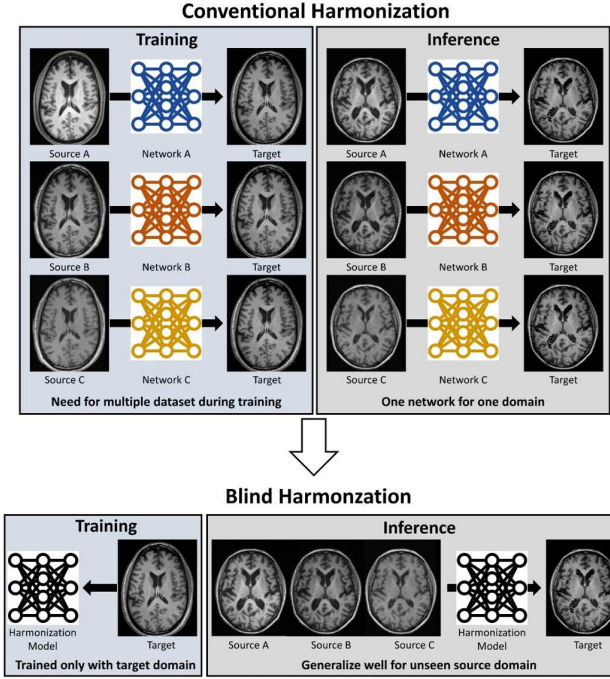 Conventional Harmonization
Training
Source A Network A Target
Source B Network B Target
Source C Network C Target
Need for multiple dataset during training
Inference
Source A Network A Target
Source B Network B Target
Source C Network C Target
One network for one domain
Blind Harmonzation
Training
Harmonization
Model
Target
Trained only with target domain
Inference
Source A Source B Source C
Harmonization
Model
Target
Generalize well for unseen source domain